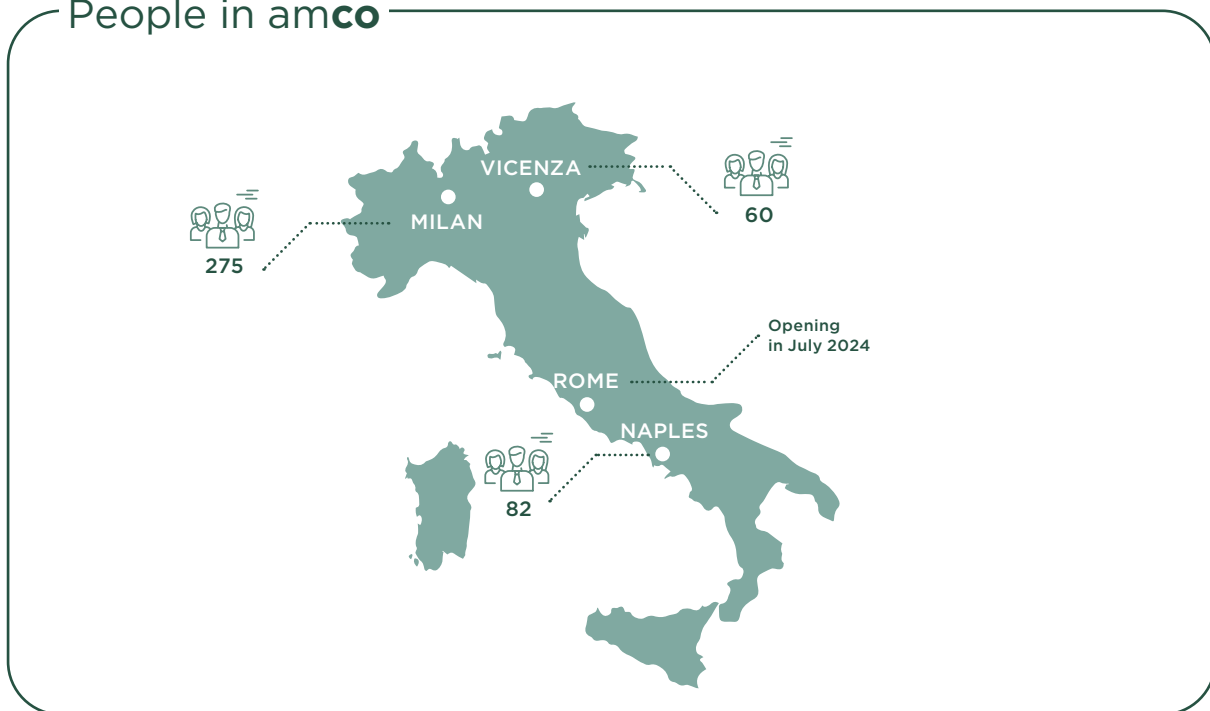 People in amco
VICENZA
60
MILAN
275
Opening
in July 2024
ROME
NAPLES
82